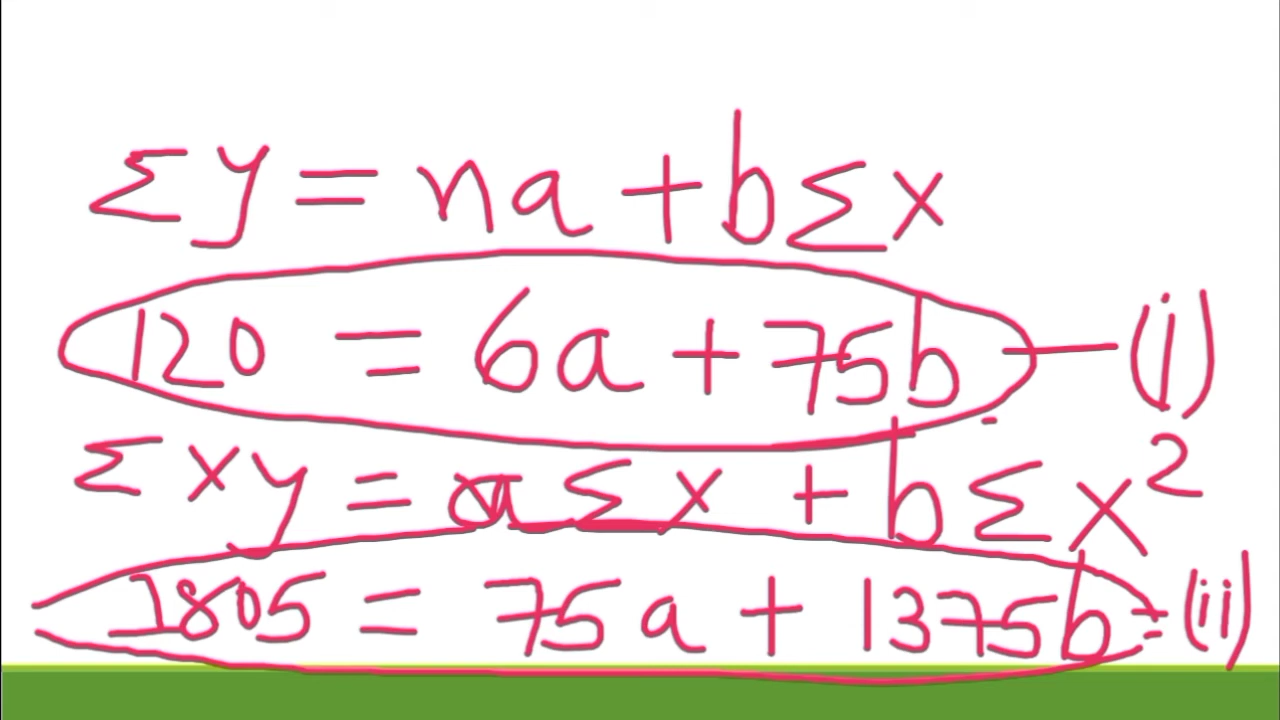 Σy = na + bΣx
120 = 6a + 75b — (i)
Σxy = aΣx + bΣx²
1805 = 75a + 1375b - (ii)